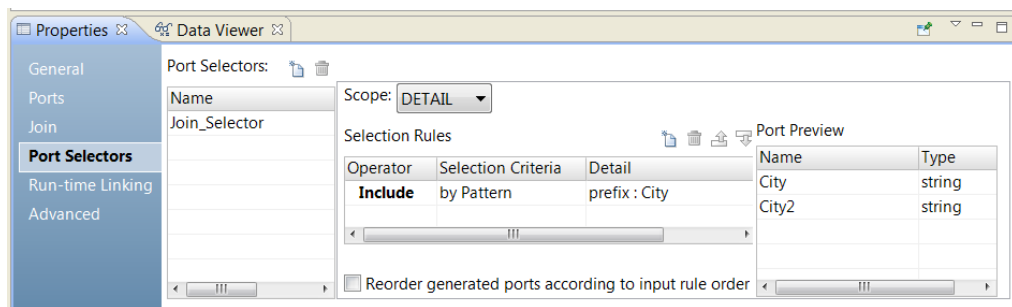 Properties Data Viewer
General
Ports
Join
Port Selectors
Run-time Linking
Advanced
Port Selectors:
Name
Join_Selector
Scope: DETAIL
Selection Rules
Operator Selection Criteria Detail
Include by Pattern prefix : City
Reorder generated ports according to input rule order
Port Preview
Name Type
City string
City2 string